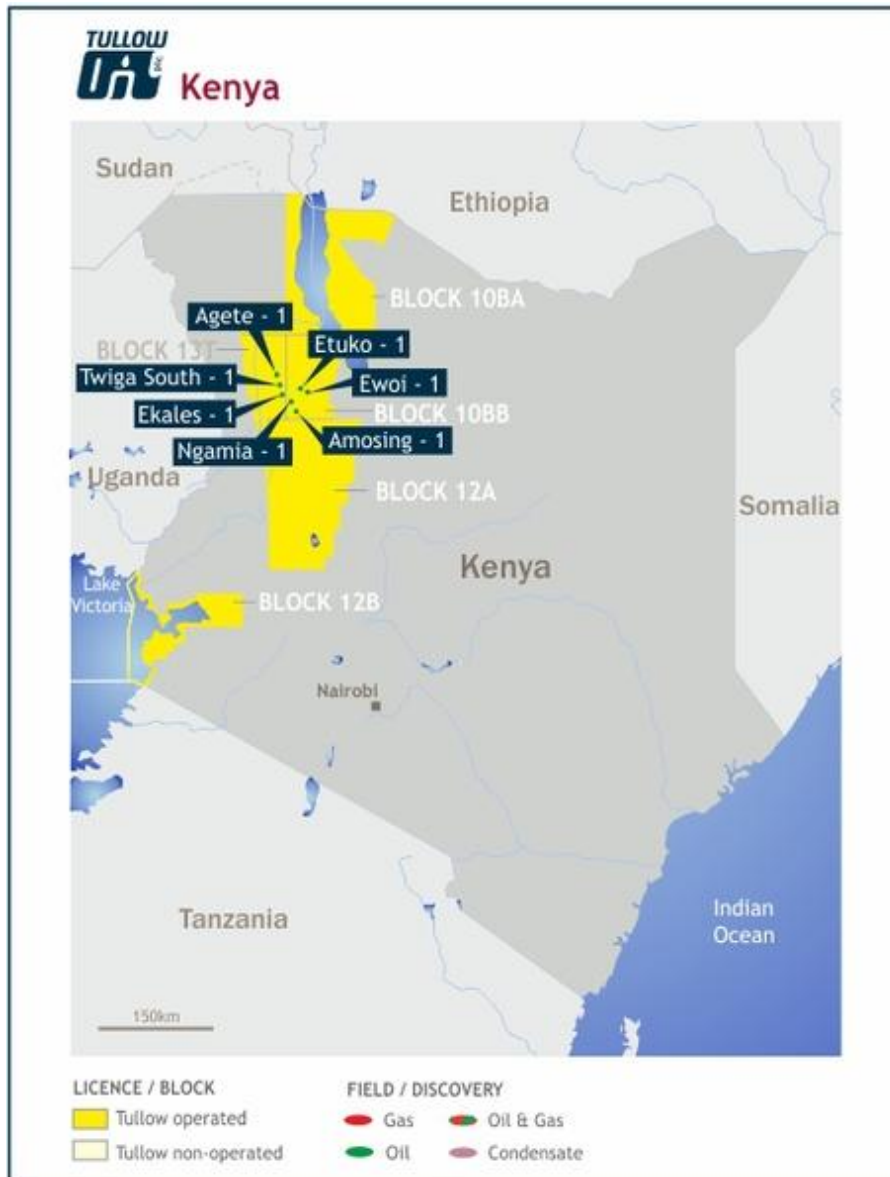 TULLOW
Oil plc
Kenya
Sudan
Ethiopia
BLOCK 10BA
Agete - 1
Etuko - 1
BLOCK 13T
Twiga South - 1
Ewoi - 1
Ekales - 1
BLOCK 10BB
Ngamia - 1
Amosing - 1
Uganda
BLOCK 12A
Somalia
Kenya
Lake
Victoria
BLOCK 12B
Nairobi
Tanzania
Indian
Ocean
150km
LICENCE / BLOCK
Tullow operated
Tullow non-operated
FIELD / DISCOVERY
Gas
Oil & Gas
Oil
Condensate